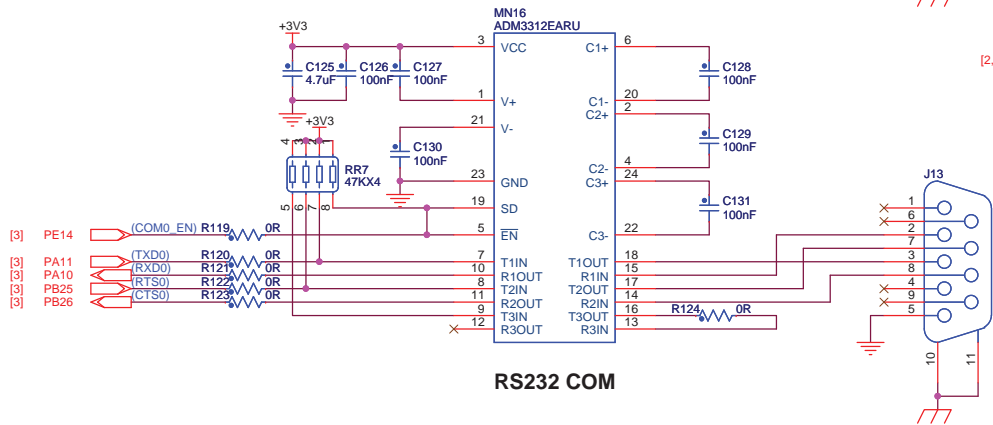 MN16
ADM3312EARU
+3V3
3 VCC C1+ 6
C125
4.7uF
C126
100nF
C127
100nF
C128
100nF
[2,
1 V+ C1- 20
C2+ 2
21 V-
+3V3
4 3 2 1
C130
100nF
C129
100nF
RR7
47KX4
C2- 4
23 GND C3+ 24
J13
5 6 7 8
19 SD
C131
100nF
1
6
[3] PE14 (COM0_EN) R119 0R 5 EN C3- 22
2
7
[3] PA11 (TXD0) R120 0R 7 T1IN T1OUT 18
3
[3] PA10 (RXD0) R121 0R 10 R1OUT R1IN 15
8
[3] PB25 (RTS0) R122 0R 8 T2IN T2OUT 17
4
[3] PB26 (CTS0) R123 0R 11 R2OUT R2IN 14
9
9 T3IN T3OUT 16 R124 0R
5
12 R3OUT R3IN 13
10 11
RS232 COM